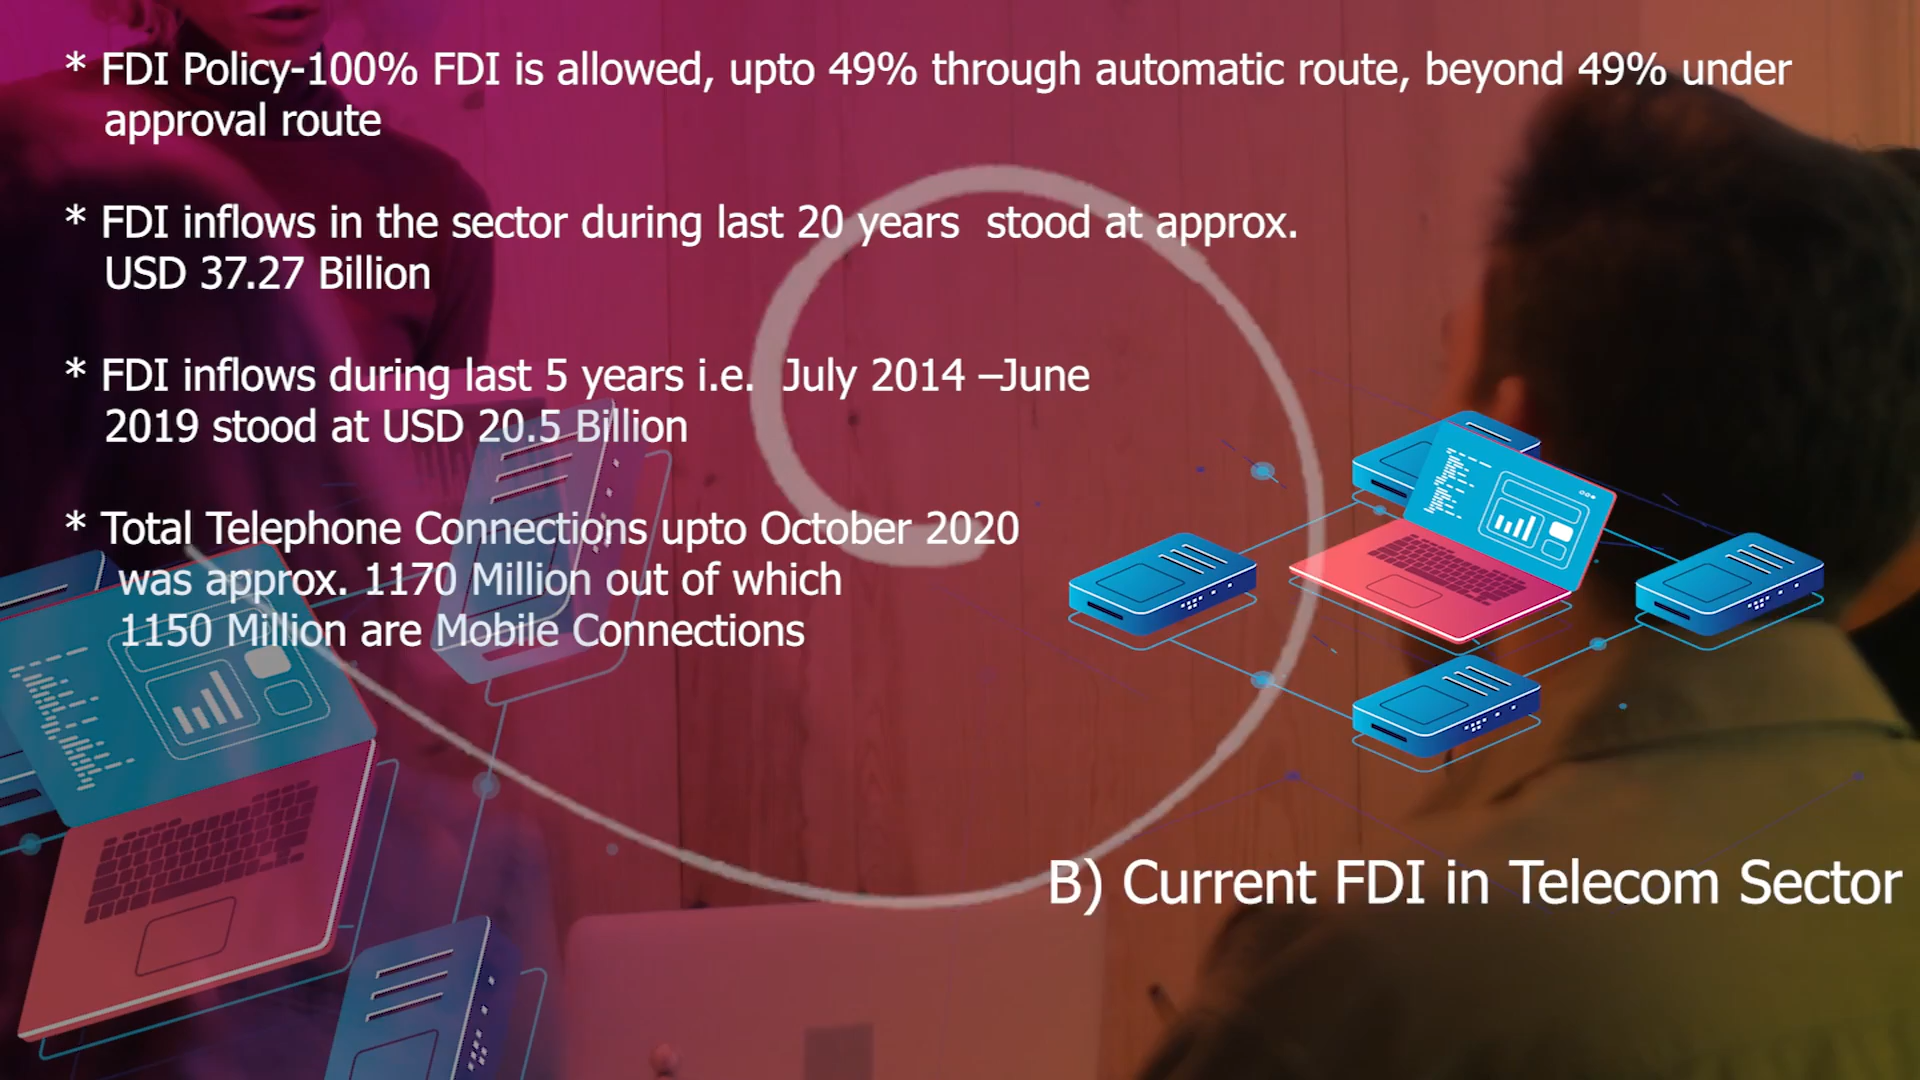 * FDI Policy-100% FDI is allowed, upto 49% through automatic route, beyond 49% under
approval route
* FDI inflows in the sector during last 20 years  stood at approx.
USD 37.27 Billion
* FDI inflows during last 5 years i.e.  July 2014 –June
2019 stood at USD 20.5 Billion
* Total Telephone Connections upto October 2020
was approx. 1170 Million out of which
1150 Million are Mobile Connections
B) Current FDI in Telecom Sector